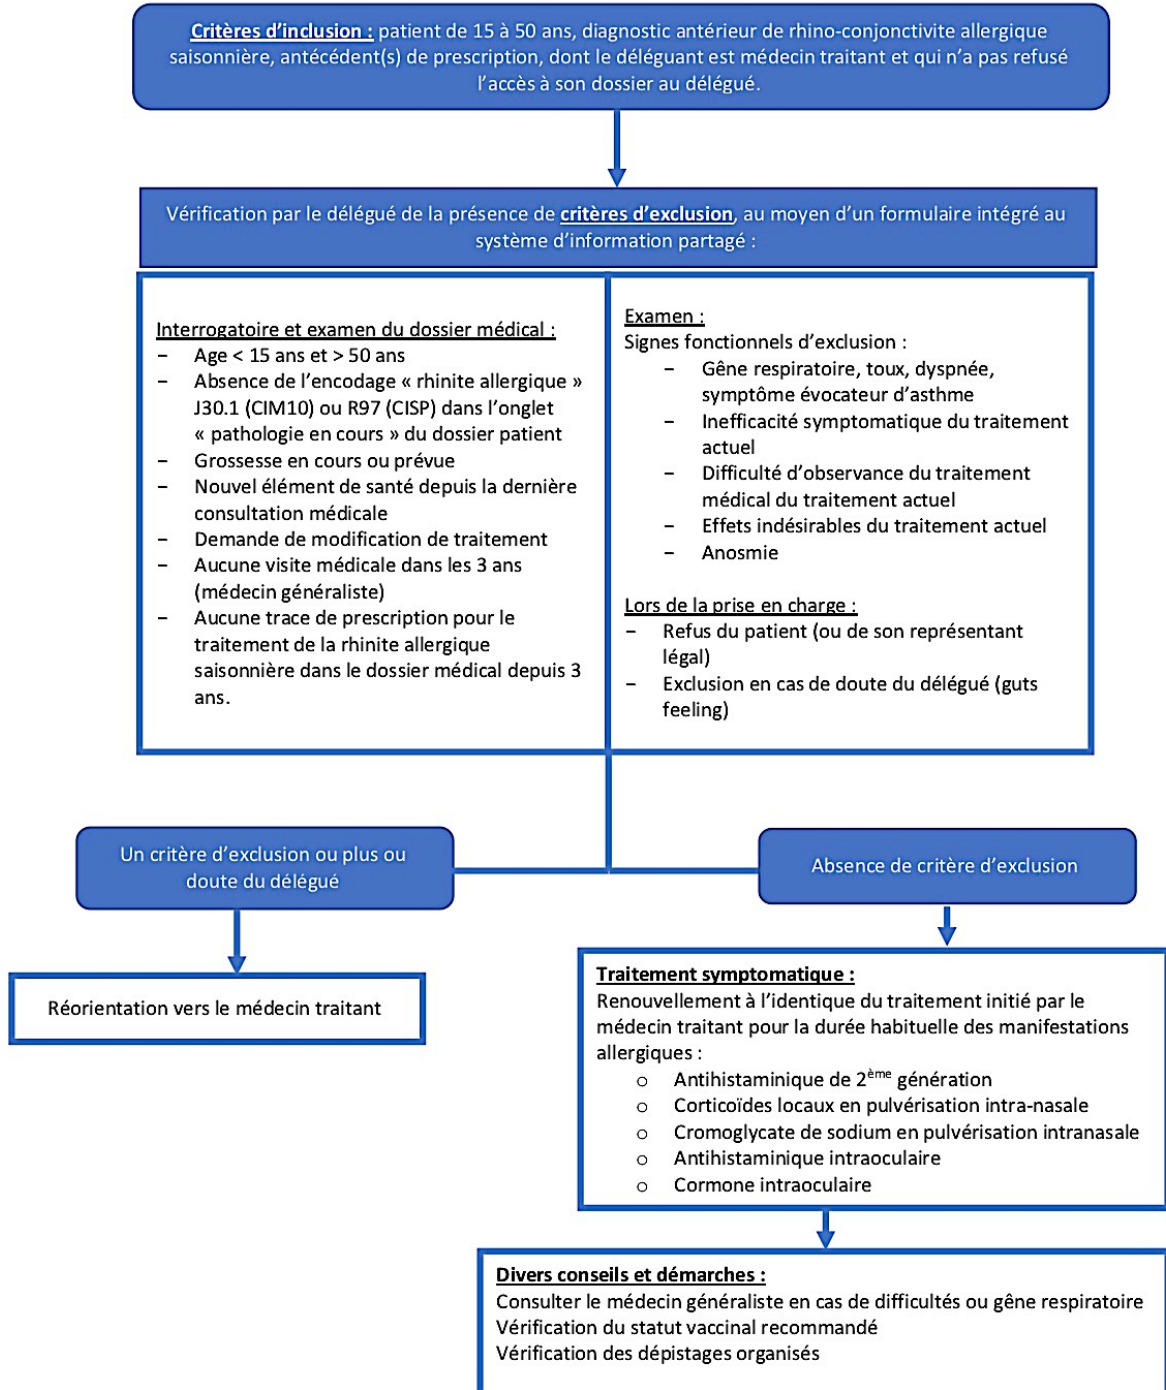 Critères d’inclusion : patient de 15 à 50 ans, diagnostic antérieur de rhino-conjonctivite allergique
saisonnière, antécédent(s) de prescription, dont le déléguant est médecin traitant et qui n’a pas refusé
l’accès à son dossier au délégué.
Vérification par le délégué de la présence de critères d’exclusion, au moyen d’un formulaire intégré au
système d’information partagé :
Interrogatoire et examen du dossier médical :
– Age < 15 ans et > 50 ans
– Absence de l’encodage « rhinite allergique »
J30.1 (CIM10) ou R97 (CISP) dans l’onglet
« pathologie en cours » du dossier patient
– Grossesse en cours ou prévue
– Nouvel élément de santé depuis la dernière
consultation médicale
– Demande de modification de traitement
– Aucune visite médicale dans les 3 ans
(médecin généraliste)
– Aucune trace de prescription pour le
traitement de la rhinite allergique
saisonnière dans le dossier médical depuis 3
ans.
Examen :
Signes fonctionnels d’exclusion :
– Gêne respiratoire, toux, dyspnée,
symptôme évocateur d’asthme
– Inefficacité symptomatique du traitement
actuel
– Difficulté d’observance du traitement
médical du traitement actuel
– Effets indésirables du traitement actuel
– Anosmie
Lors de la prise en charge :
– Refus du patient (ou de son représentant
légal)
– Exclusion en cas de doute du délégué (guts
feeling)
Un critère d’exclusion ou plus ou
doute du délégué
Absence de critère d’exclusion
Réorientation vers le médecin traitant
Traitement symptomatique :
Renouvellement à l’identique du traitement initié par le
médecin traitant pour la durée habituelle des manifestations
allergiques :
o Antihistaminique de 2ème génération
o Corticoïdes locaux en pulvérisation intra-nasale
o Cromoglycate de sodium en pulvérisation intranasale
o Antihistaminique intraoculaire
o Cormone intraoculaire
Divers conseils et démarches :
Consulter le médecin généraliste en cas de difficultés ou gêne respiratoire
Vérification du statut vaccinal recommandé
Vérification des dépistages organisés